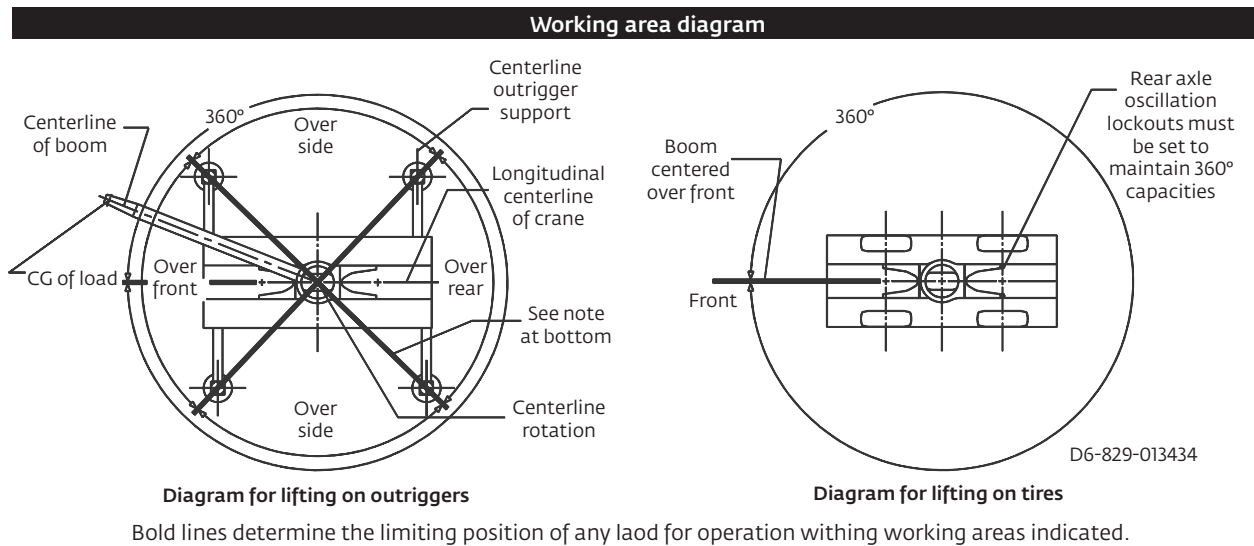 Working area diagram
Centerline
of boom
360°
Over
side
Centerline
outrigger
support
Longitudinal
centerline
of crane
CG of load
Over
front
Over
rear
See note
at bottom
Over
side
Centerline
rotation
Diagram for lifting on outriggers
360°
Boom
centered
over front
Front
Rear axle
oscillation
lockouts must
be set to
maintain 360°
capacities
D6-829-013434
Diagram for lifting on tires
Bold lines determine the limiting position of any laod for operation withing working areas indicated.